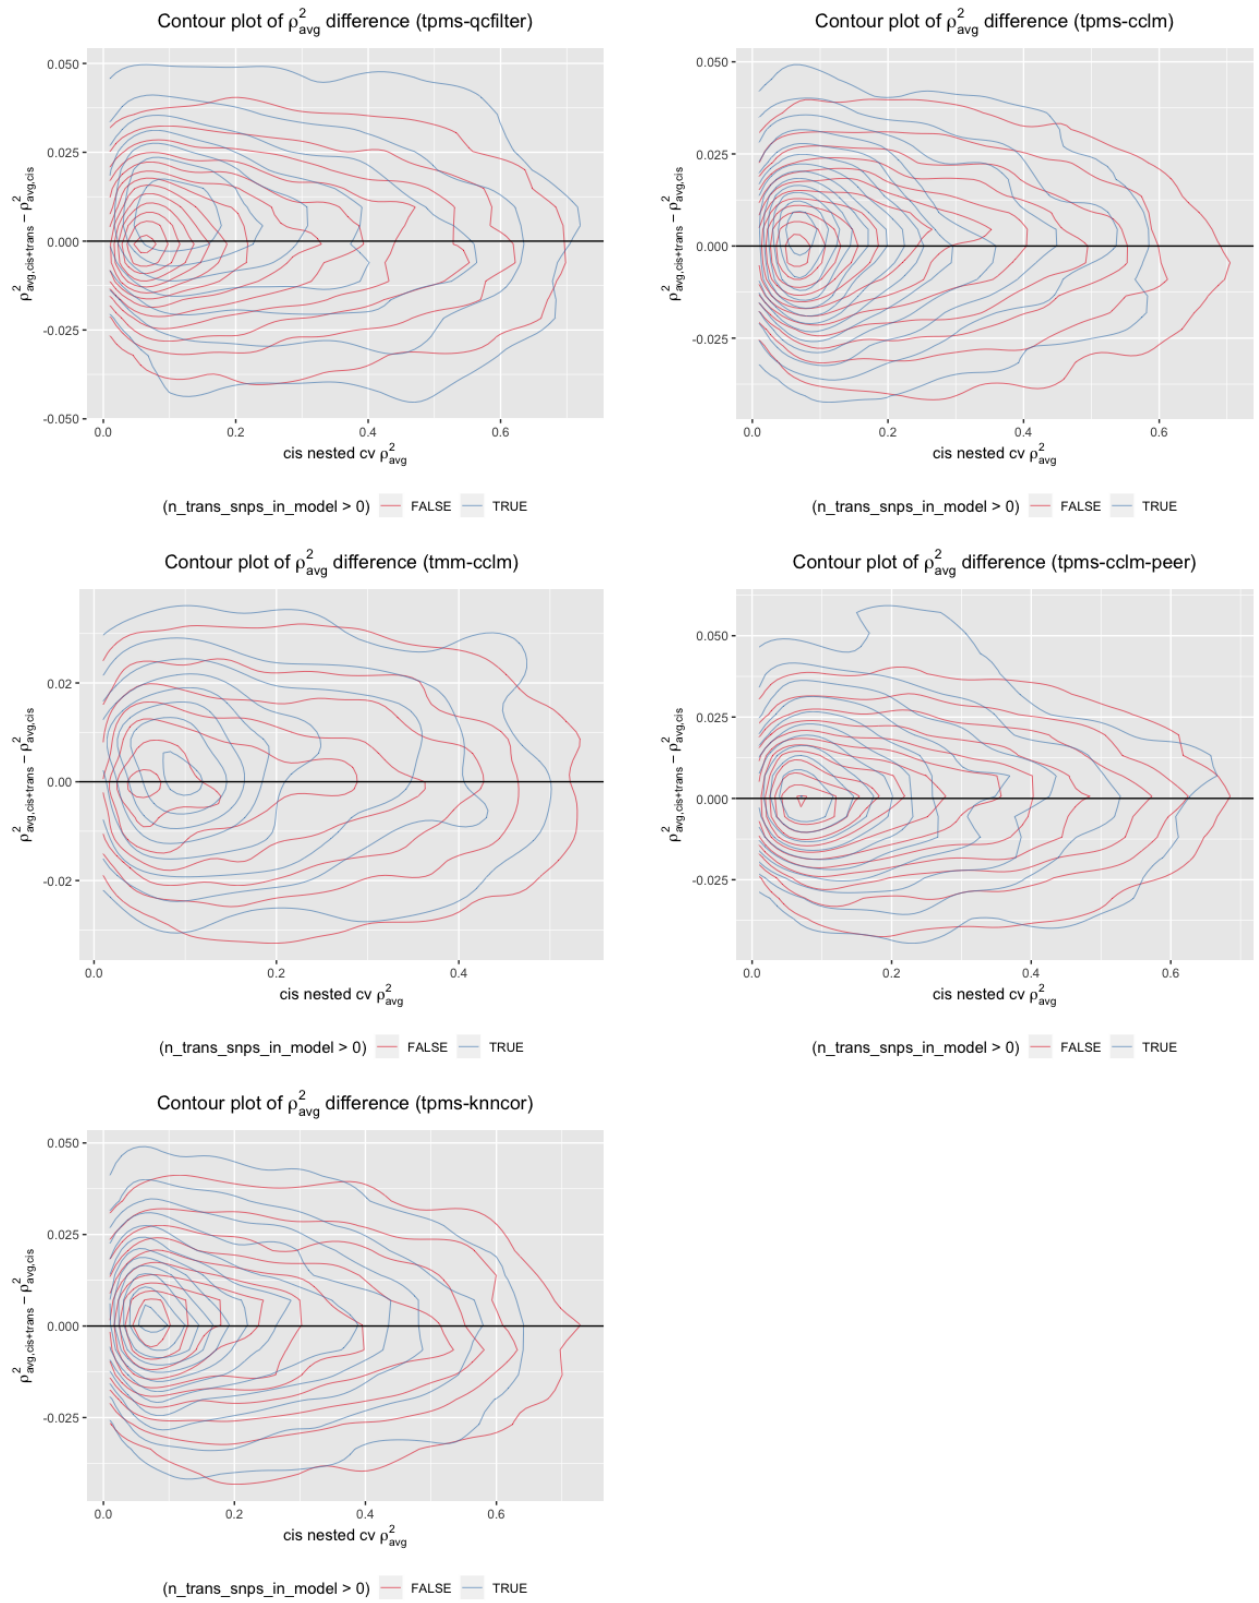 Contour plot of ρ²avg difference (tpms-qcfilter)
ρ²avg,cis+trans − ρ²avg,cis
0.050
0.025
0.000
-0.025
-0.050
0.0 0.2 0.4 0.6
cis nested cv ρ²avg
(n_trans_snps_in_model > 0) FALSE TRUE
Contour plot of ρ²avg difference (tpms-cclm)
ρ²avg,cis+trans − ρ²avg,cis
0.050
0.025
0.000
-0.025
0.0 0.2 0.4 0.6
cis nested cv ρ²avg
(n_trans_snps_in_model > 0) FALSE TRUE
Contour plot of ρ²avg difference (tmm-cclm)
ρ²avg,cis+trans − ρ²avg,cis
0.02
0.00
-0.02
0.0 0.2 0.4
cis nested cv ρ²avg
(n_trans_snps_in_model > 0) FALSE TRUE
Contour plot of ρ²avg difference (tpms-cclm-peer)
ρ²avg,cis+trans − ρ²avg,cis
0.050
0.025
0.000
-0.025
0.0 0.2 0.4 0.6
cis nested cv ρ²avg
(n_trans_snps_in_model > 0) FALSE TRUE
Contour plot of ρ²avg difference (tpms-knncor)
ρ²avg,cis+trans − ρ²avg,cis
0.050
0.025
0.000
-0.025
0.0 0.2 0.4 0.6
cis nested cv ρ²avg
(n_trans_snps_in_model > 0) FALSE TRUE